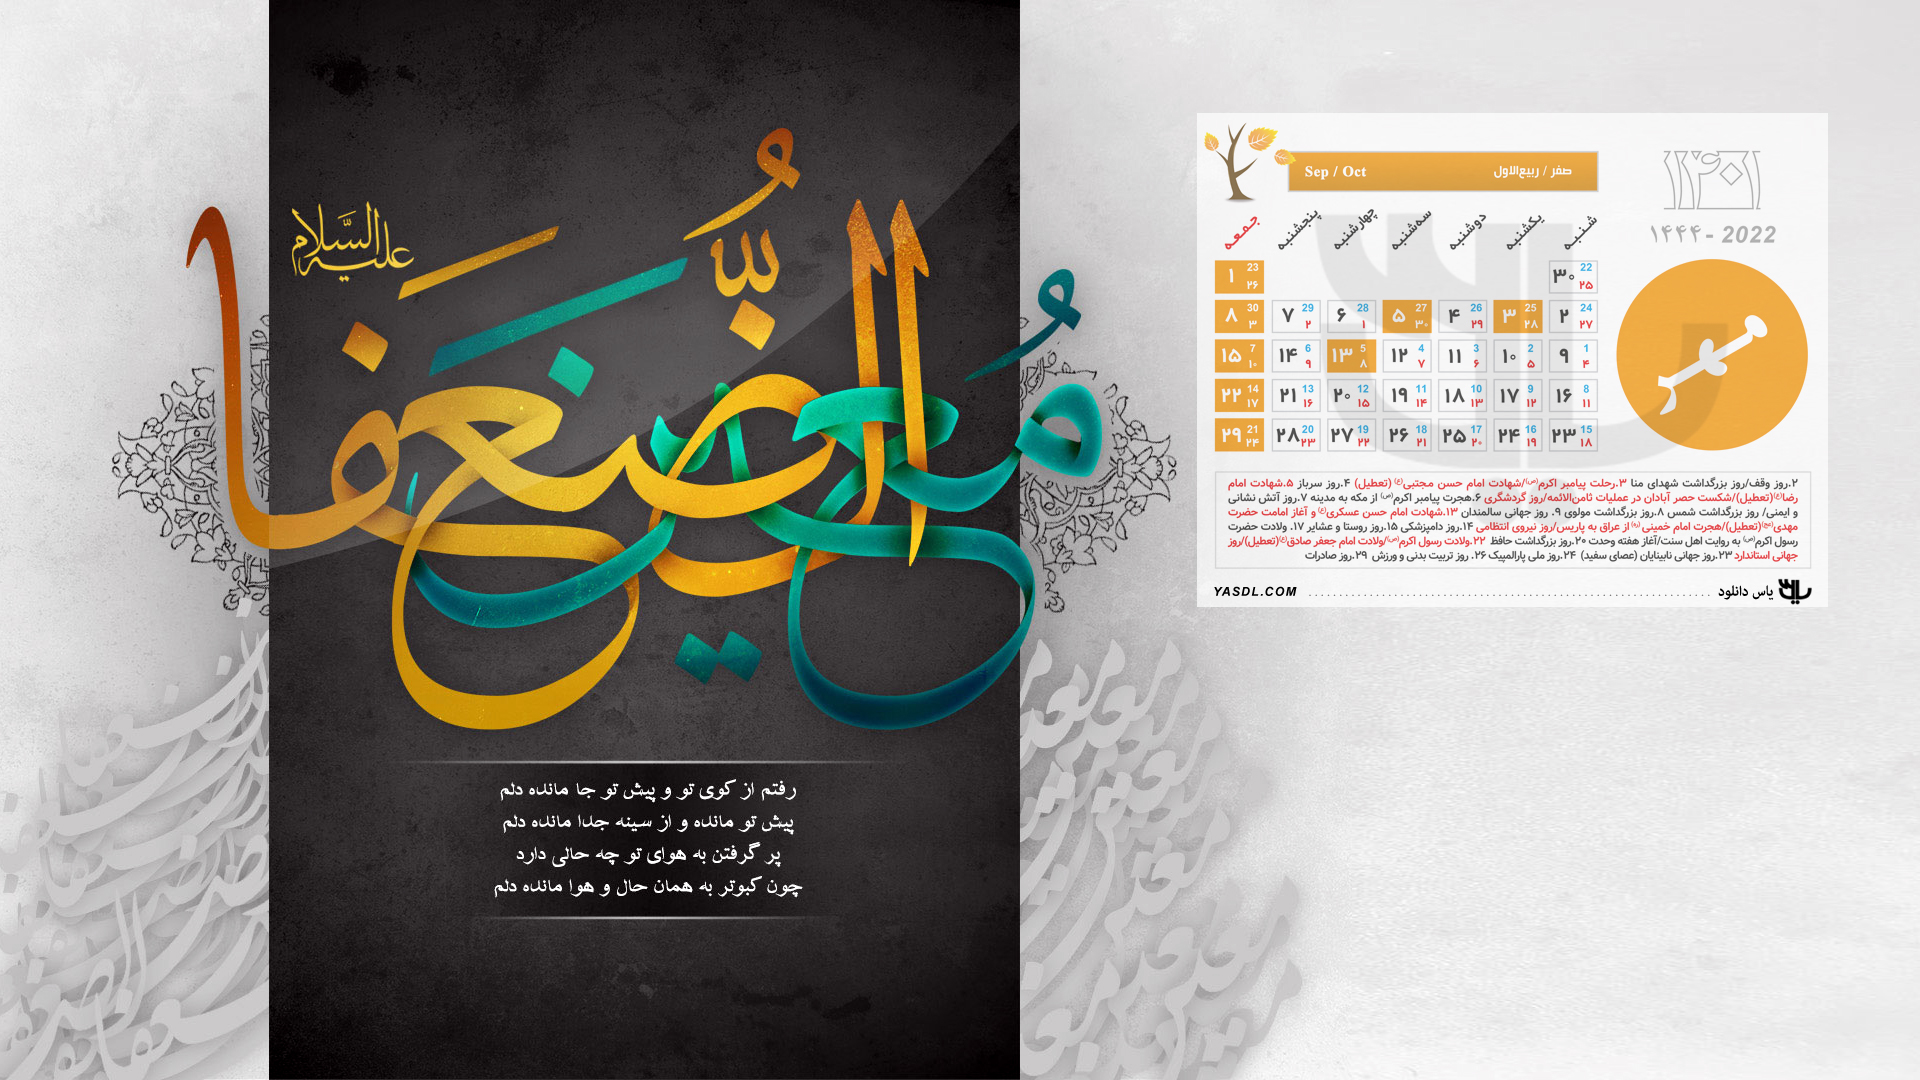 معین الضعفا
علیه السلام
رفتم از کوی تو و پیش تو جا مانده دلم
پیش تو مانده و از سینه جدا مانده دلم
پر گرفتن به هوای تو چه حالی دارد
چون کبوتر به همان حال و هوا مانده دلم
۱۴۰۱
۱۴۴۴ - 2022
مهر
صفر / ربیع‌الاول Sep / Oct
شنبه یکشنبه دوشنبه سه‌شنبه چهارشنبه پنجشنبه جمعه
۳۰ 22 ۲۵ ۱ 23 ۲۶
۲ 24 ۲۷ ۳ 25 ۲۸ ۴ 26 ۲۹ ۵ 27 ۳۰ ۶ 28 ۱ ۷ 29 ۲ ۸ 30 ۳
۹ 1 ۴ ۱۰ 2 ۵ ۱۱ 3 ۶ ۱۲ 4 ۷ ۱۳ 5 ۸ ۱۴ 6 ۹ ۱۵ 7 ۱۰
۱۶ 8 ۱۱ ۱۷ 9 ۱۲ ۱۸ 10 ۱۳ ۱۹ 11 ۱۴ ۲۰ 12 ۱۵ ۲۱ 13 ۱۶ ۲۲ 14 ۱۷
۲۳ 15 ۱۸ ۲۴ 16 ۱۹ ۲۵ 17 ۲۰ ۲۶ 18 ۲۱ ۲۷ 19 ۲۲ ۲۸ 20 ۲۳ ۲۹ 21 ۲۴
۲.روز وقف/روز بزرگداشت شهدای منا ۳.رحلت پیامبر اکرم(ص)/شهادت امام حسن مجتبی(ع) (تعطیل) ۴.روز سرباز ۵.شهادت امام
رضا(ع)(تعطیل)/شکست حصر آبادان در عملیات ثامن‌الائمه/روز گردشگری ۶.هجرت پیامبر اکرم(ص) از مکه به مدینه ۷.روز آتش نشانی
و ایمنی/ روز بزرگداشت شمس ۸.روز بزرگداشت مولوی ۹. روز جهانی سالمندان ۱۳.شهادت امام حسن عسکری(ع) و آغاز امامت حضرت
مهدی(عج)(تعطیل)/هجرت امام خمینی (ره) از عراق به پاریس/روز نیروی انتظامی ۱۴.روز دامپزشکی ۱۵.روز روستا و عشایر ۱۷. ولادت حضرت
رسول اکرم(ص) به روایت اهل سنت/آغاز هفته وحدت ۲۰.روز بزرگداشت حافظ ۲۲.ولادت رسول اکرم(ص)/ولادت امام جعفر صادق(ع)(تعطیل)/روز
جهانی استاندارد ۲۳.روز جهانی نابینایان (عصای سفید) ۲۴.روز ملی پارالمپیک ۲۶. روز تربیت بدنی و ورزش ۲۹.روز صادرات
یاس دانلود YASDL.COM